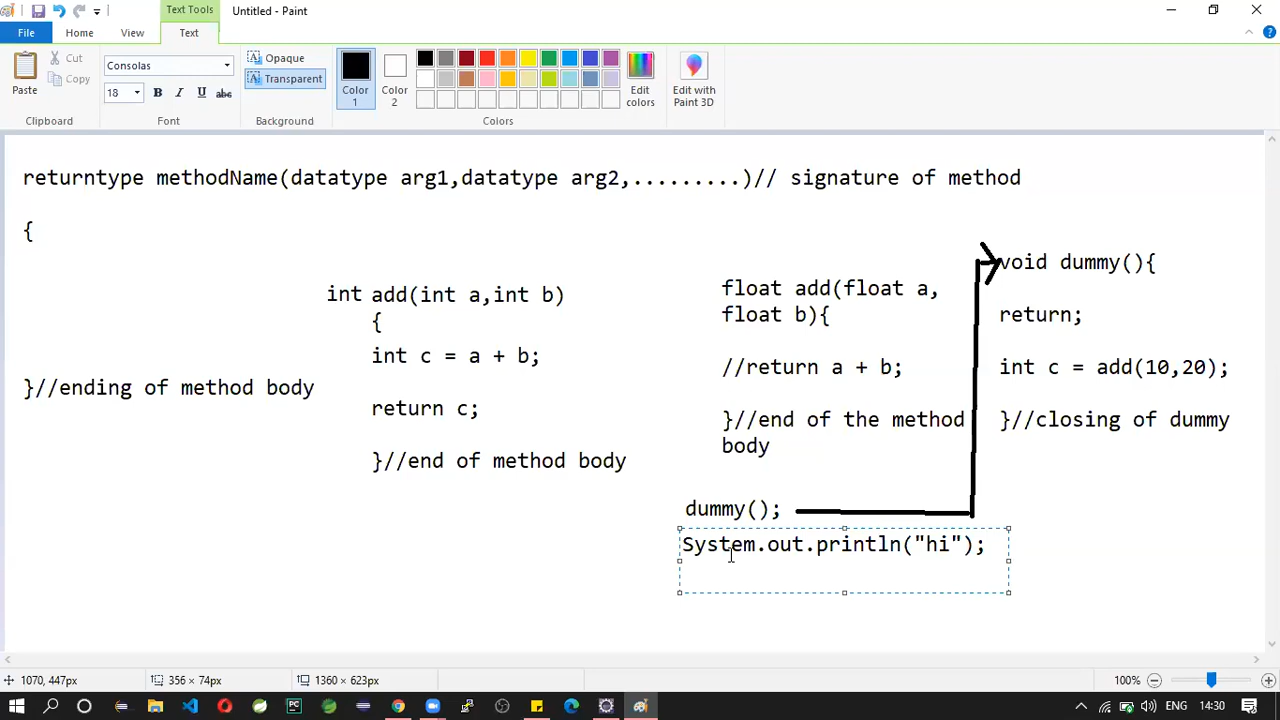 Text Tools
Untitled - Paint
File
Home
View
Text
Paste
Cut
Copy
Clipboard
Consolas
18
B I U abc
Font
Opaque
Transparent
Background
Color 1
Color 2
Edit colors
Colors
Edit with Paint 3D
returntype methodName(datatype arg1,datatype arg2,.........)// signature of method
{
}//ending of method body
int add(int a,int b)
{
int c = a + b;
return c;
}//end of method body
float add(float a,
float b){
//return a + b;
}//end of the method
body
void dummy(){
return;
int c = add(10,20);
}//closing of dummy
dummy();
System.out.println("hi");
1070, 447px
356 × 74px
1360 × 623px
100%
ENG
14:30